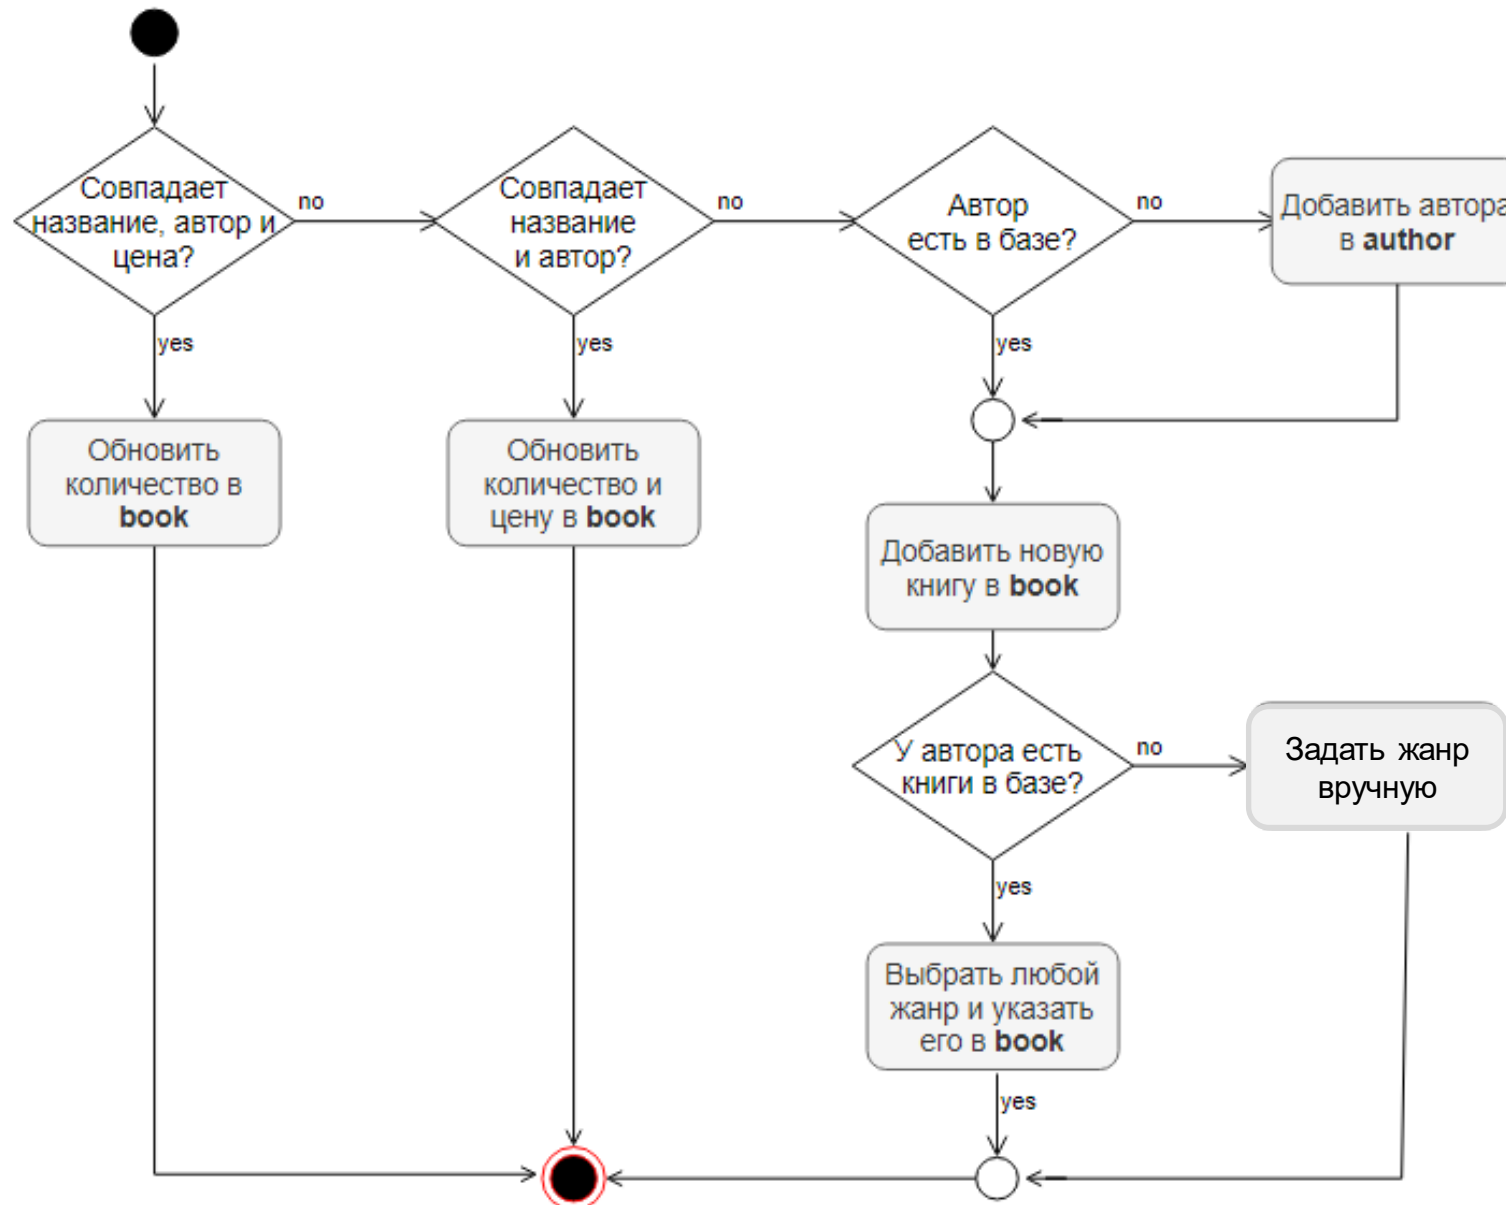 Совпадает
название, автор и
цена?
no
Совпадает
название
и автор?
no
Автор
есть в базе?
no
Добавить автора
в author
yes
yes
yes
Обновить
количество в
book
Обновить
количество и
цену в book
Добавить новую
книгу в book
У автора есть
книги в базе?
no
Задать жанр
вручную
yes
Выбрать любой
жанр и указать
его в book
yes